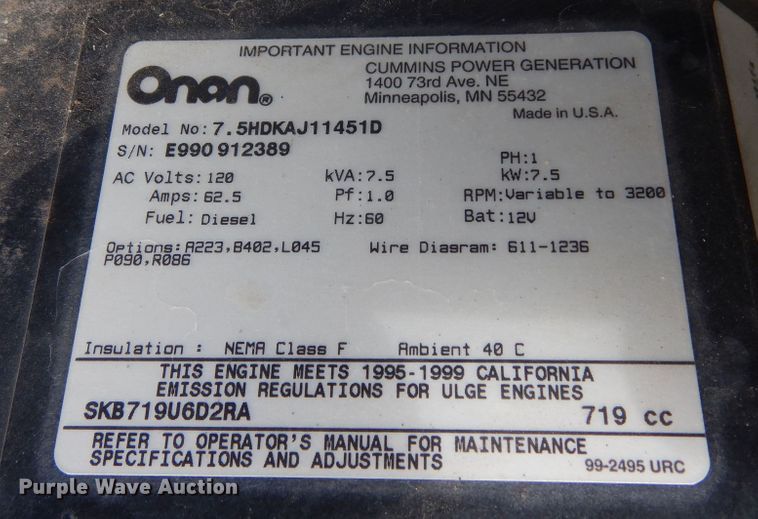 IMPORTANT ENGINE INFORMATION
Onan®
CUMMINS POWER GENERATION
1400 73rd Ave. NE
Minneapolis, MN 55432
Made in U.S.A.
Model No: 7.5HDKAJ11451D
S/N: E990912389
PH:1
AC Volts: 120 kVA: 7.5 kW: 7.5
Amps: 62.5 Pf: 1.0 RPM: Variable to 3200
Fuel: Diesel Hz: 60 Bat: 12V
Options: A223,B402,L045 Wire Diagram: 611-1236
P090,R086
Insulation : NEMA Class F Ambient 40 C
THIS ENGINE MEETS 1995-1999 CALIFORNIA
EMISSION REGULATIONS FOR ULGE ENGINES
SKB719U6D2RA 719 cc
REFER TO OPERATOR'S MANUAL FOR MAINTENANCE
SPECIFICATIONS AND ADJUSTMENTS
99-2495 URC
Purple Wave Auction